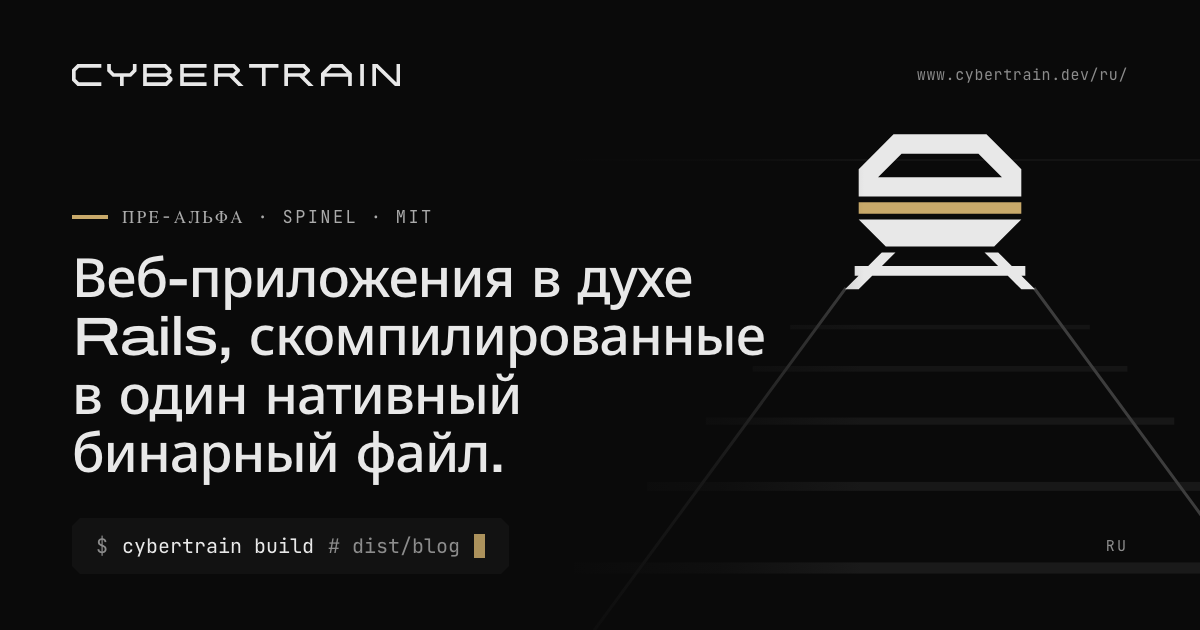 CYBERTRAIN
www.cybertrain.dev/ru/
ПРЕ-АЛЬФА · SPINEL · MIT
Веб-приложения в духе
Rails, скомпилированные
в один нативный
бинарный файл.
$ cybertrain build # dist/blog
RU